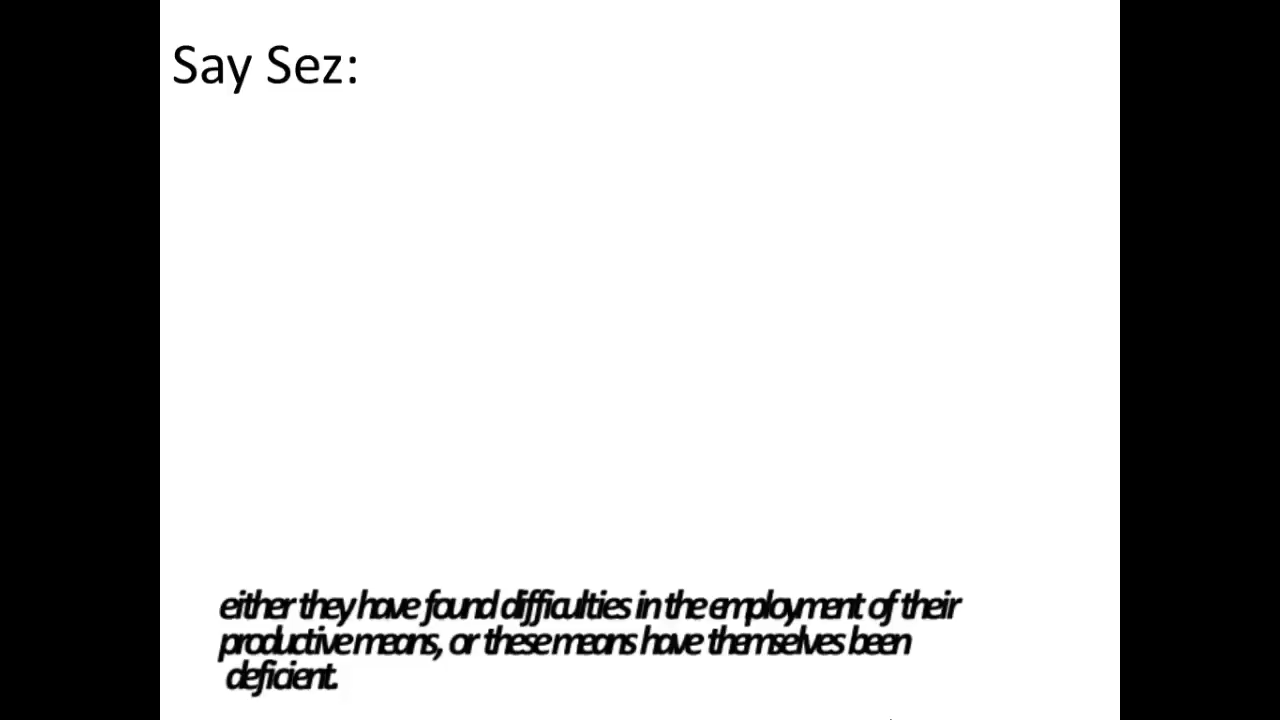 Say Sez:
either they have found difficulties in the employment of their
productive means, or these means have themselves been
deficient.